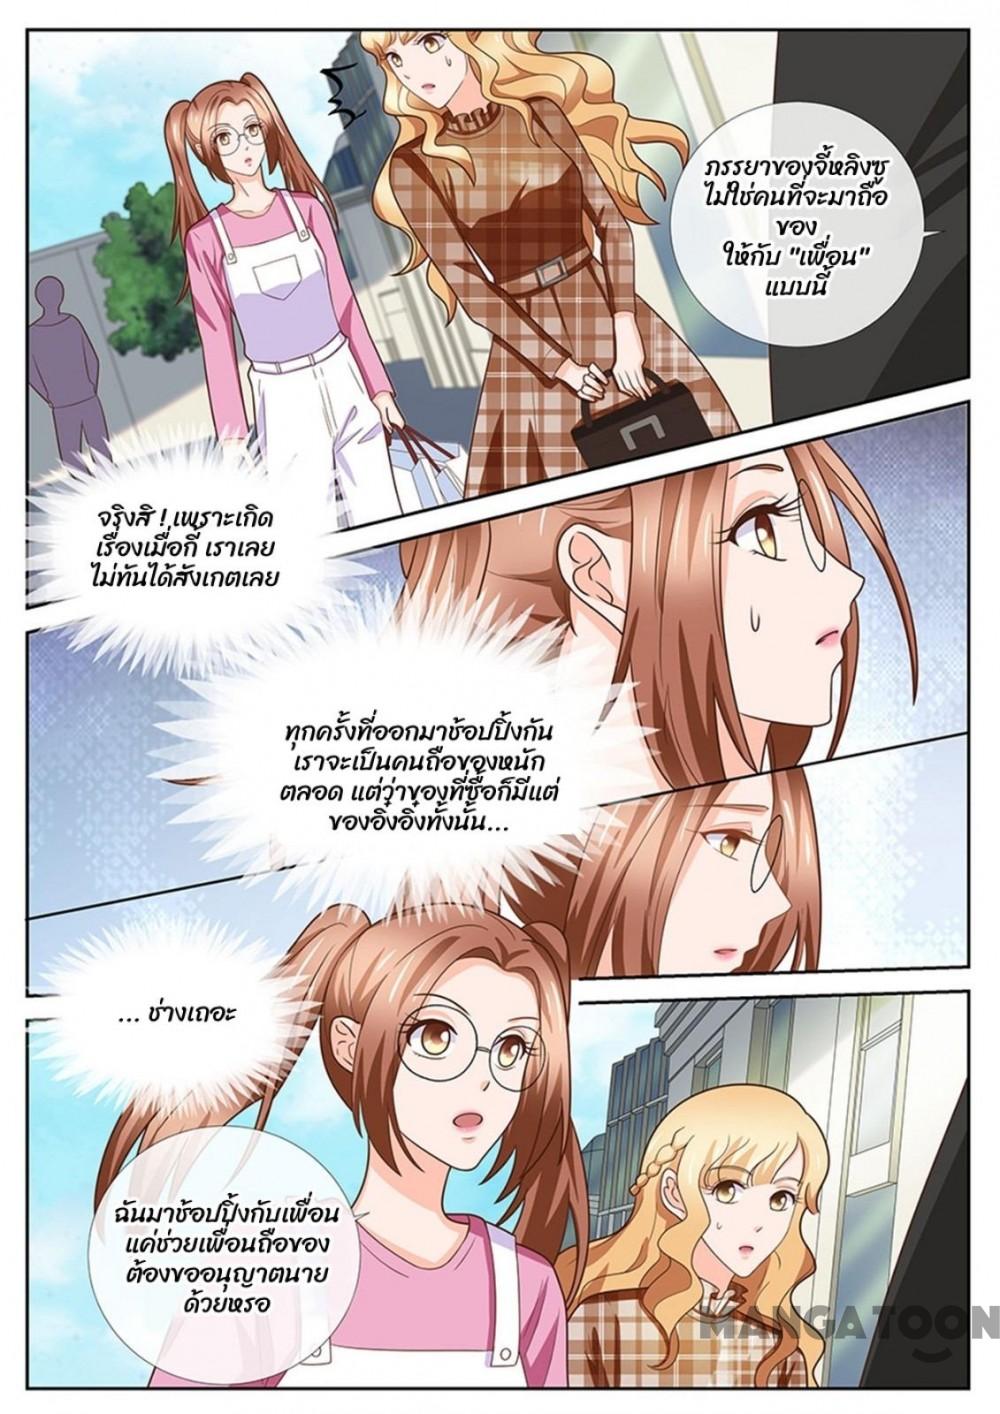 ภรรยาของจี้หลิงซู
ไม่ใช่คนที่จะมาถือ
ของ
ให้กับ "เพื่อน"
แบบนี้
จริงสิ ! เพราะเกิด
เรื่องเมื่อกี้ เราเลย
ไม่ทันได้สังเกตเลย
ทุกครั้งที่ออกมาช้อปปิ้งกัน
เราจะเป็นคนถือของหนัก
ตลอด แต่ว่าของที่ซื้อก็มีแต่
ของอิ๋งอิ๋งทั้งนั้น...
... ช่างเถอะ
ฉันมาช้อปปิ้งกับเพื่อน
แค่ช่วยเพื่อนถือของ
ต้องขออนุญาตนาย
ด้วยหรอ
MANGATOON